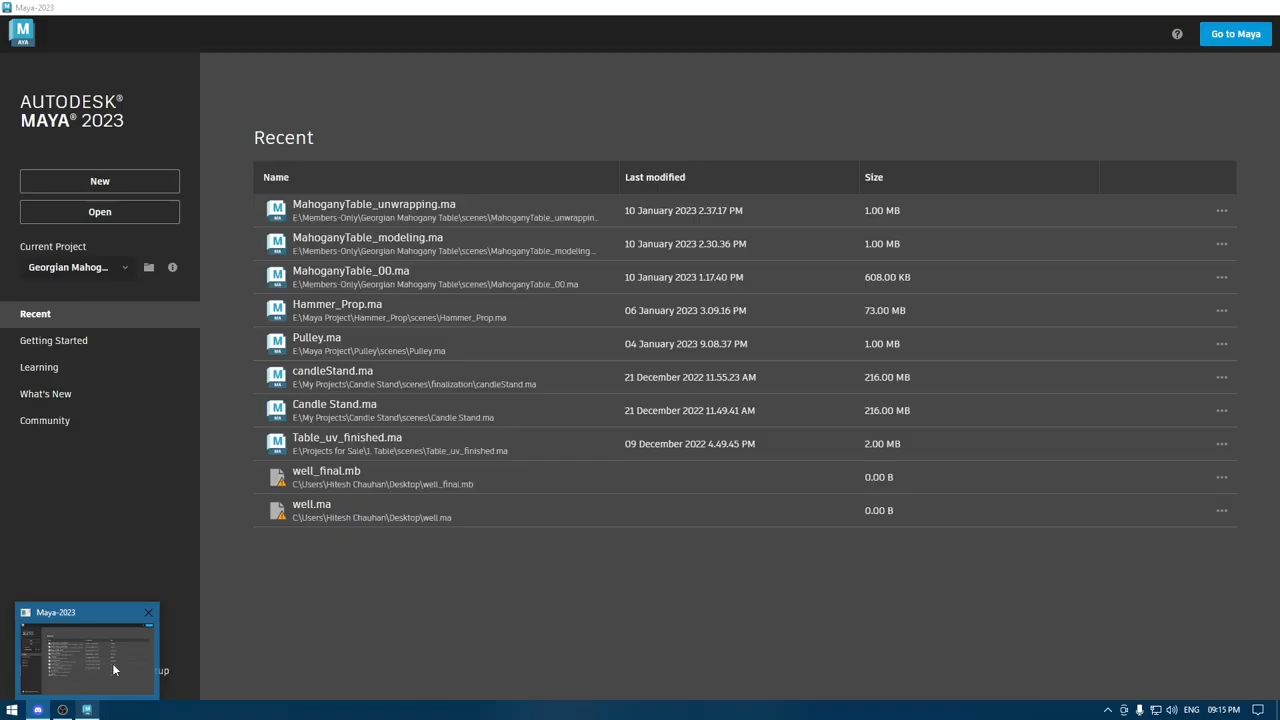 Maya-2023
M
AYA
Go to Maya
AUTODESK®
MAYA® 2023
New
Open
Current Project
Georgian Mahog...
Recent
Getting Started
Learning
What's New
Community
Recent
Name Last modified Size
MahoganyTable_unwrapping.ma
E:\Members-Only\Georgian Mahogany Table\scenes\MahoganyTable_unwrappin...
10 January 2023 2.37.17 PM 1.00 MB
MahoganyTable_modeling.ma
E:\Members-Only\Georgian Mahogany Table\scenes\MahoganyTable_modeling...
10 January 2023 2.30.36 PM 1.00 MB
MahoganyTable_00.ma
E:\Members-Only\Georgian Mahogany Table\scenes\MahoganyTable_00.ma
10 January 2023 1.17.40 PM 608.00 KB
Hammer_Prop.ma
E:\Maya Project\Hammer_Prop\scenes\Hammer_Prop.ma
06 January 2023 3.09.16 PM 73.00 MB
Pulley.ma
E:\Maya Project\Pulley\scenes\Pulley.ma
04 January 2023 9.08.37 PM 1.00 MB
candleStand.ma
E:\My Projects\Candle Stand\scenes\finalization\candleStand.ma
21 December 2022 11.55.23 AM 216.00 MB
Candle Stand.ma
E:\My Projects\Candle Stand\scenes\Candle Stand.ma
21 December 2022 11.49.41 AM 216.00 MB
Table_uv_finished.ma
E:\Projects for Sale\1. Table\scenes\Table_uv_finished.ma
09 December 2022 4.49.45 PM 2.00 MB
well_final.mb
C:\Users\Hitesh Chauhan\Desktop\well_final.mb
0.00 B
well.ma
C:\Users\Hitesh Chauhan\Desktop\well.ma
0.00 B
Maya-2023
tup
ENG 09:15 PM